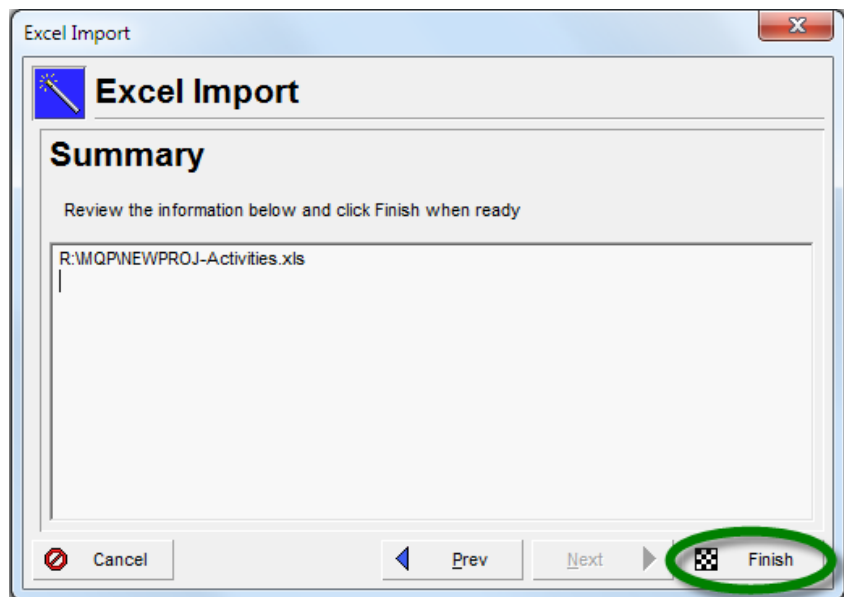 Excel Import
Excel Import
Summary
Review the information below and click Finish when ready
R:\MQP\NEWPROJ-Activities.xls
Cancel
Prev
Next
Finish